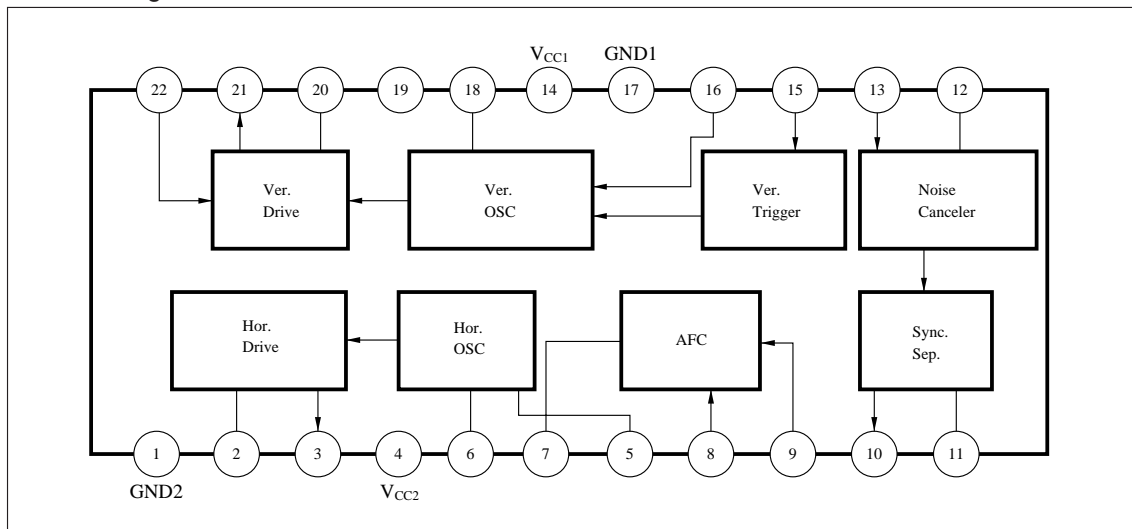 V_CC1 GND1
22 21 20 19 18 14 17 16 15 13 12
Ver.
Drive
Ver.
OSC
Ver.
Trigger
Noise
Canceler
Hor.
Drive
Hor.
OSC
AFC
Sync.
Sep.
1 2 3 4 6 7 5 8 9 10 11
GND2 V_CC2